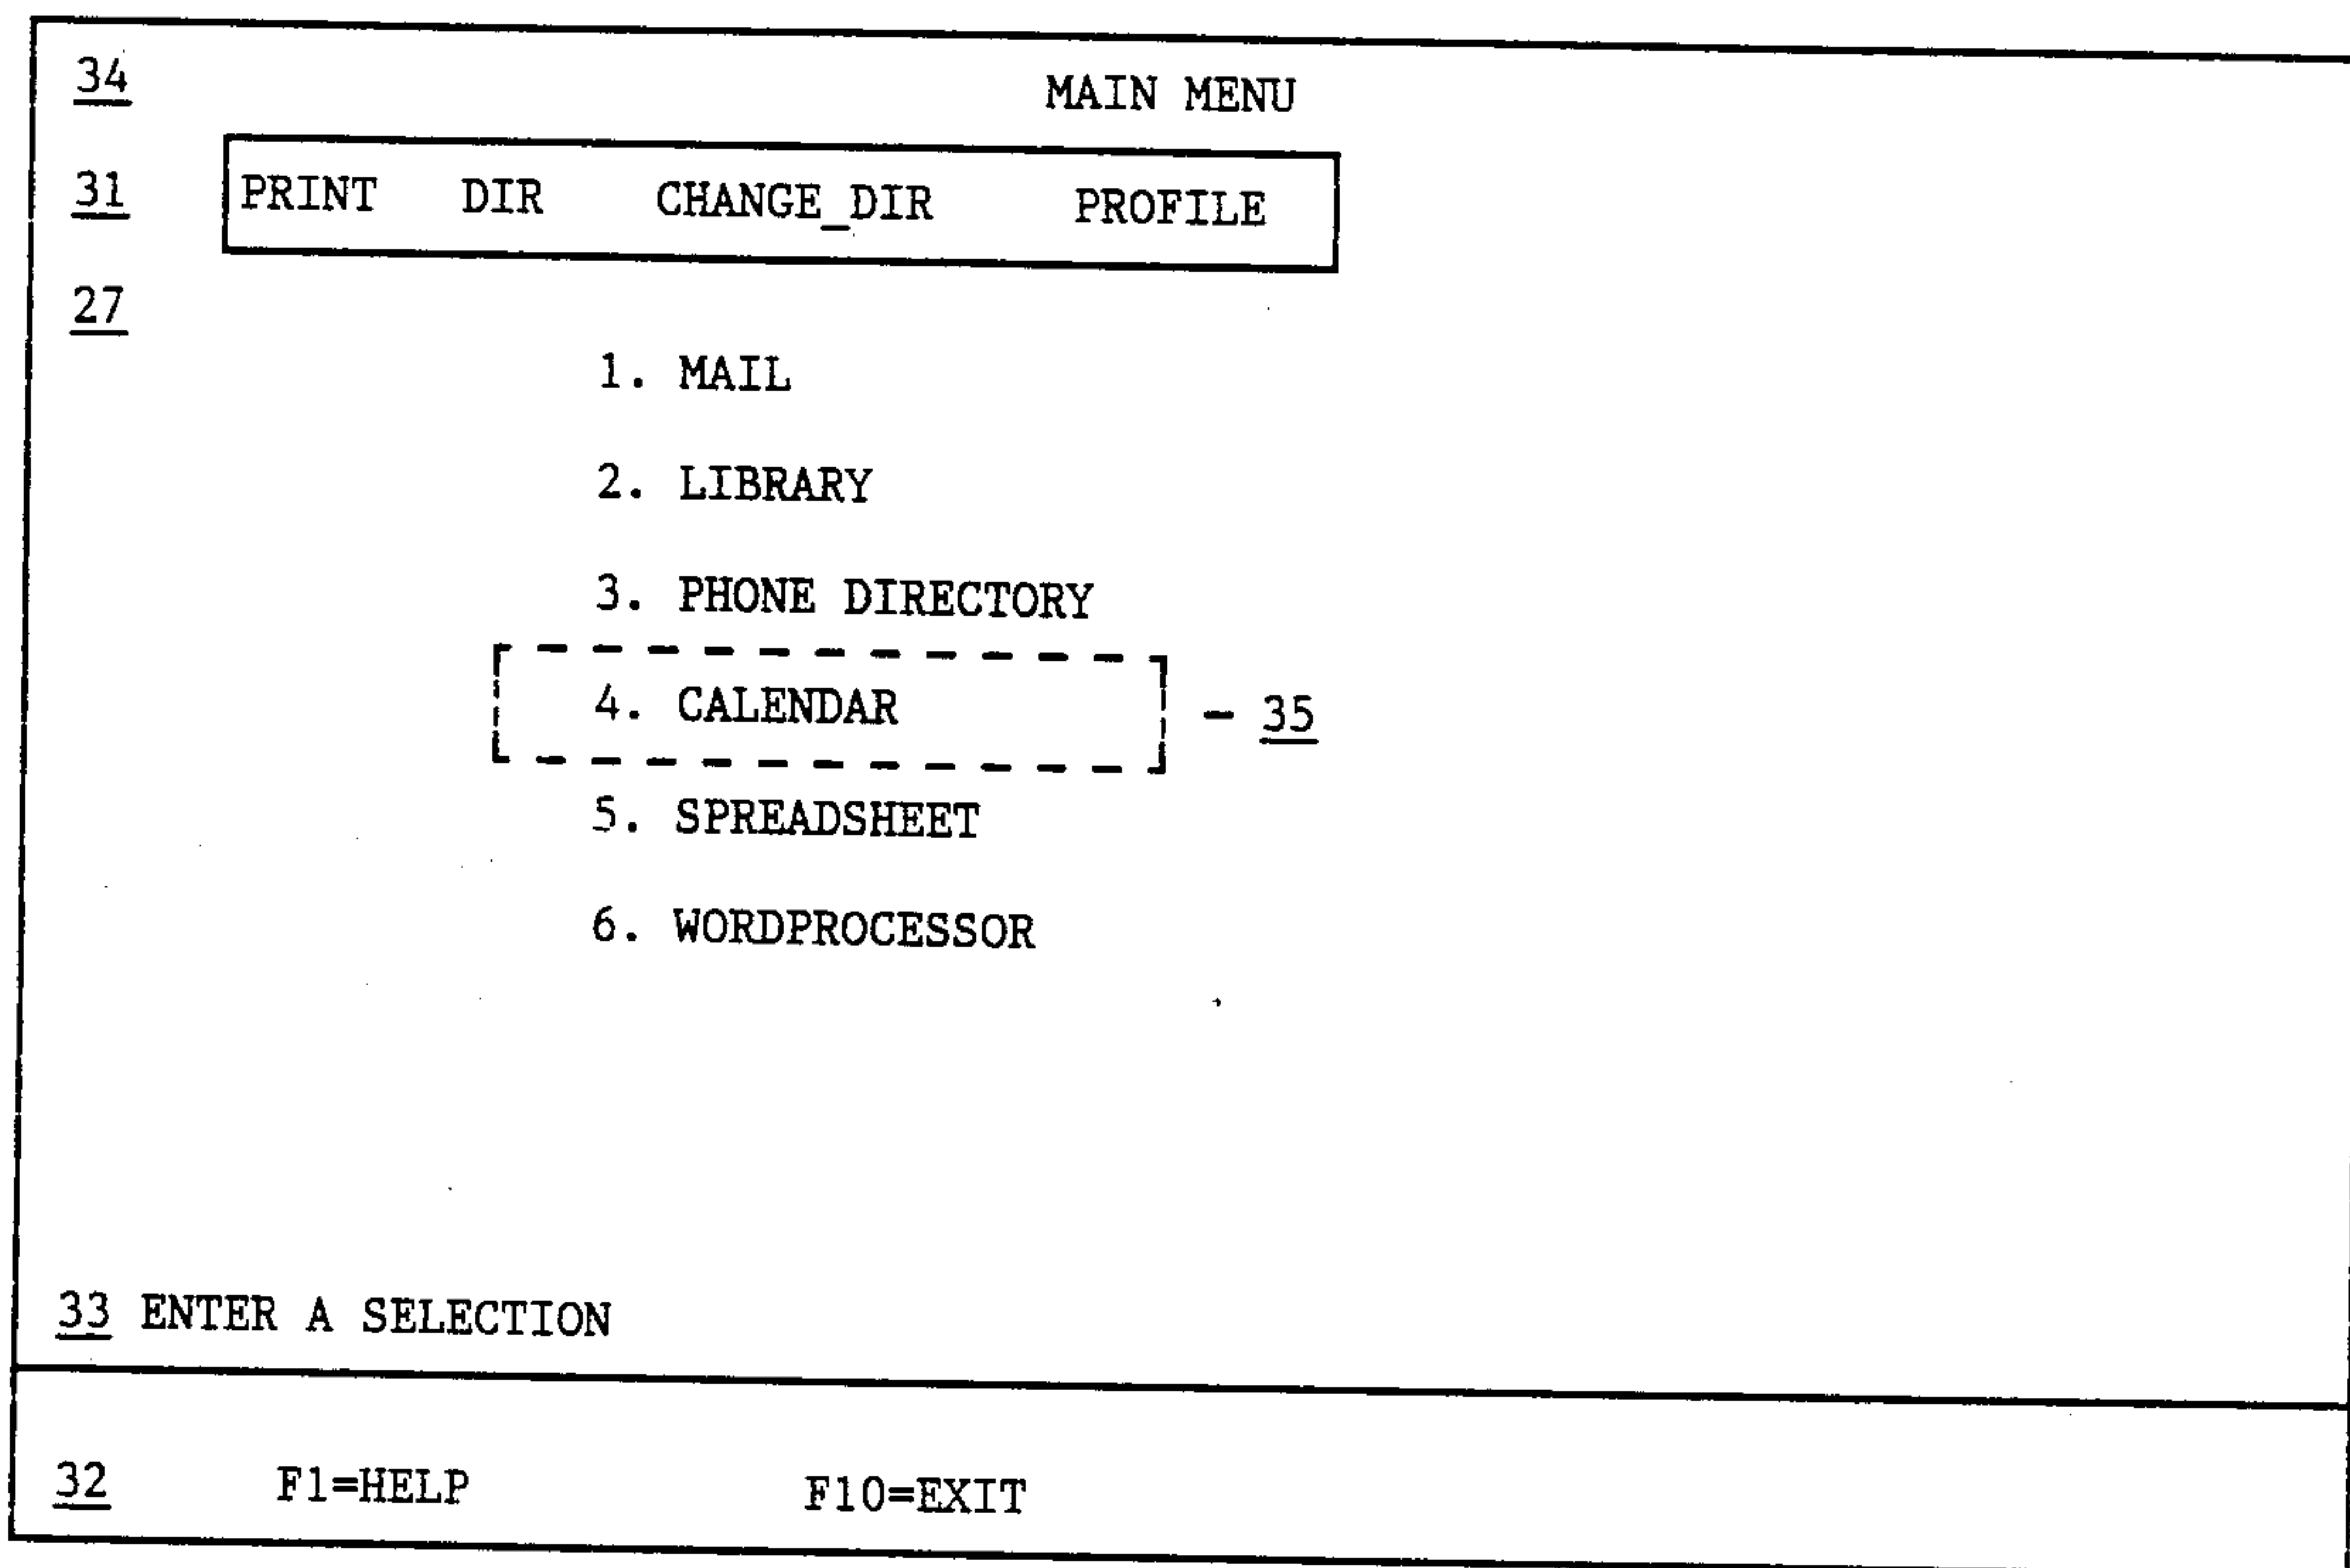 34 MAIN MENU
31 PRINT DIR CHANGE_DIR PROFILE
27
1. MAIL
2. LIBRARY
3. PHONE DIRECTORY
4. CALENDAR - 35
5. SPREADSHEET
6. WORDPROCESSOR
33 ENTER A SELECTION
32 F1=HELP F10=EXIT